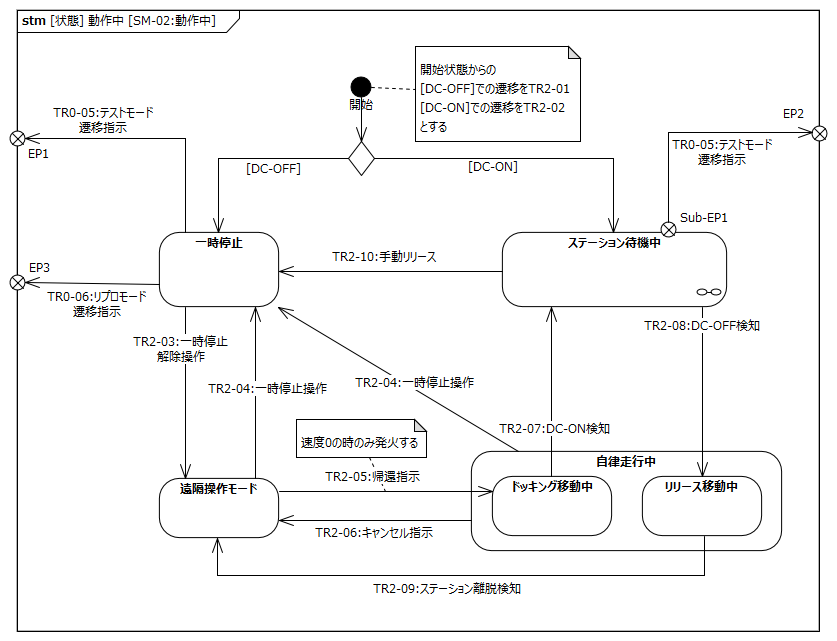 stm [状態] 動作中 [SM-02:動作中]
開始状態からの
[DC-OFF]での遷移をTR2-01
[DC-ON]での遷移をTR2-02
とする
開始
TR0-05:テストモード
遷移指示
EP1
EP2
TR0-05:テストモード
遷移指示
[DC-OFF]
[DC-ON]
Sub-EP1
一時停止
ステーション待機中
TR2-10:手動リリース
EP3
TR0-06:リプロモード
遷移指示
TR2-03:一時停止
解除操作
TR2-08:DC-OFF検知
TR2-04:一時停止操作
TR2-04:一時停止操作
TR2-07:DC-ON検知
速度0の時のみ発火する
自律走行中
TR2-05:帰還指示
遠隔操作モード
ドッキング移動中
リリース移動中
TR2-06:キャンセル指示
TR2-09:ステーション離脱検知